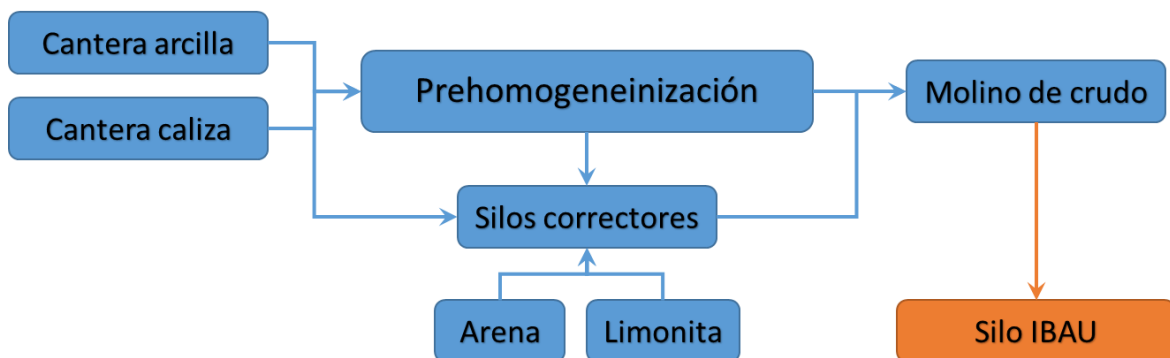 Cantera arcilla
Cantera caliza
Prehomogeneinización
Molino de crudo
Silos correctores
Arena
Limonita
Silo IBAU